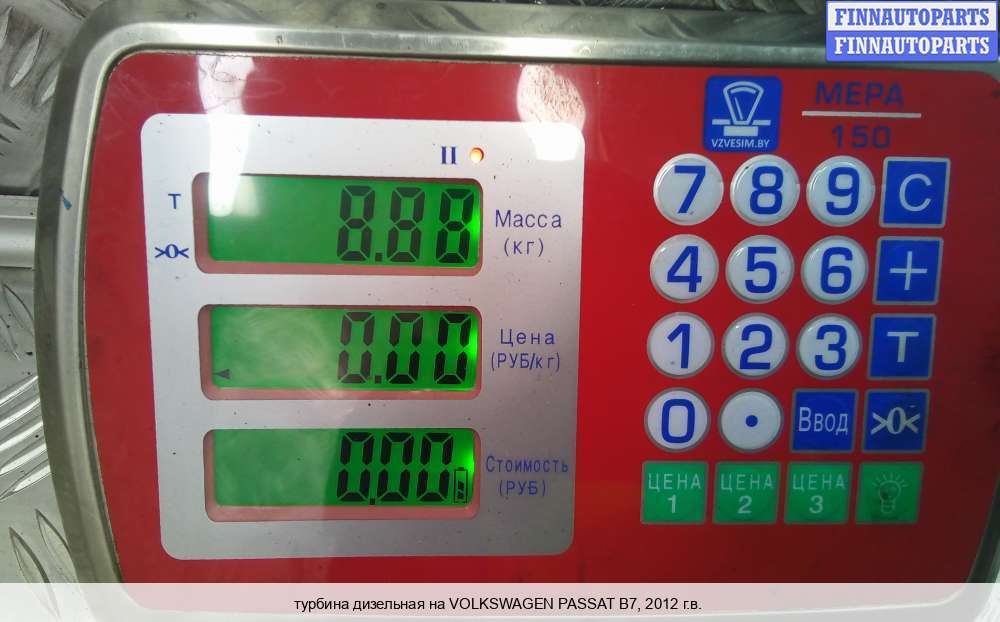 FINNAUTOPARTS
FINNAUTOPARTS
VZVESIM.BY
МЕРА
150
II
T
>0<
8.88
Масса
(кг)
0.00
Цена
(РУБ/кг)
0.00
Стоимость
(РУБ)
7 8 9 C
4 5 6 +
1 2 3 T
0 . Ввод >0<
ЦЕНА 1 ЦЕНА 2 ЦЕНА 3
турбина дизельная на VOLKSWAGEN PASSAT B7, 2012 г.в.